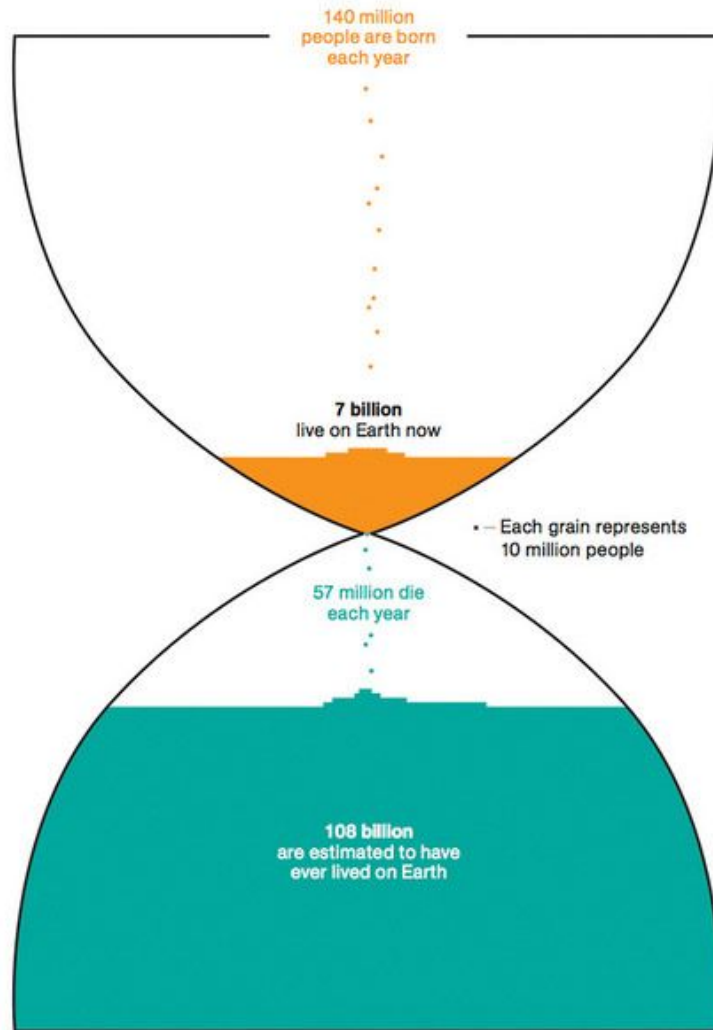 140 million
people are born
each year
7 billion
live on Earth now
· — Each grain represents
10 million people
57 million die
each year
108 billion
are estimated to have
ever lived on Earth